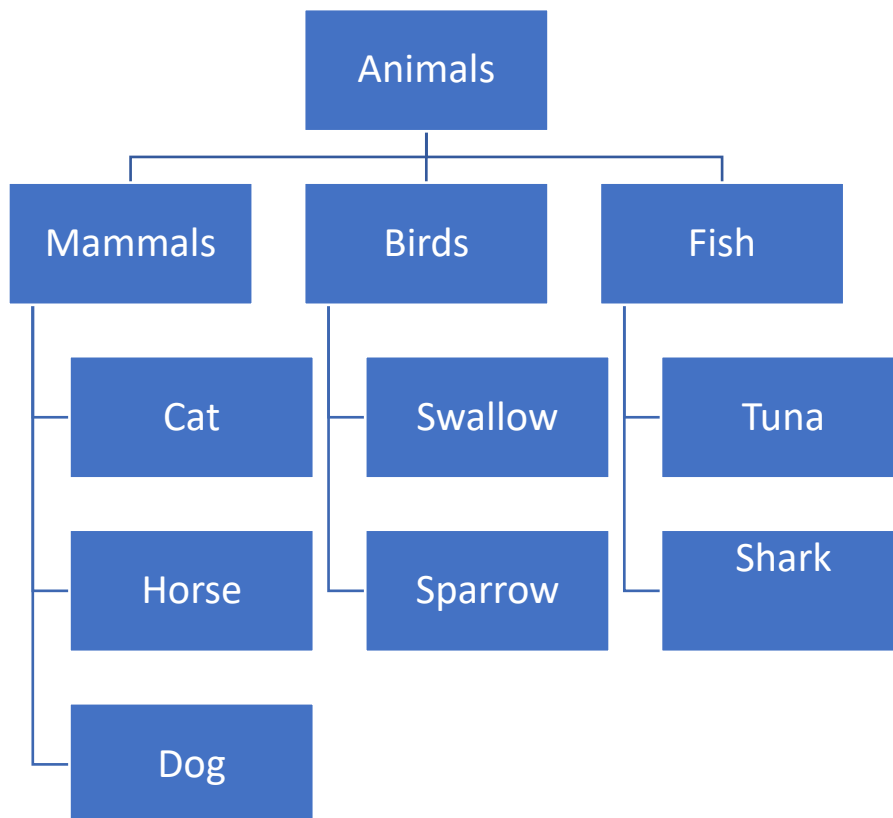 Animals
Mammals
Birds
Fish
Cat
Swallow
Tuna
Horse
Sparrow
Shark
Dog